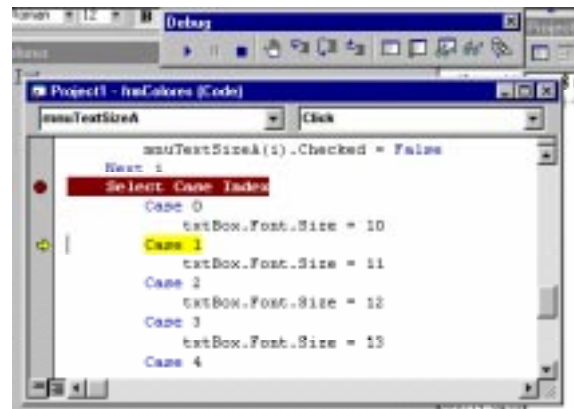 12
B
Debug
Project1 - frmColores (Code)
mnuTextSizeA
Click
mnuTextSizeA(i).Checked = False
Next i
Select Case Index
Case 0
txtBox.Font.Size = 10
Case 1
txtBox.Font.Size = 11
Case 2
txtBox.Font.Size = 12
Case 3
txtBox.Font.Size = 13
Case 4